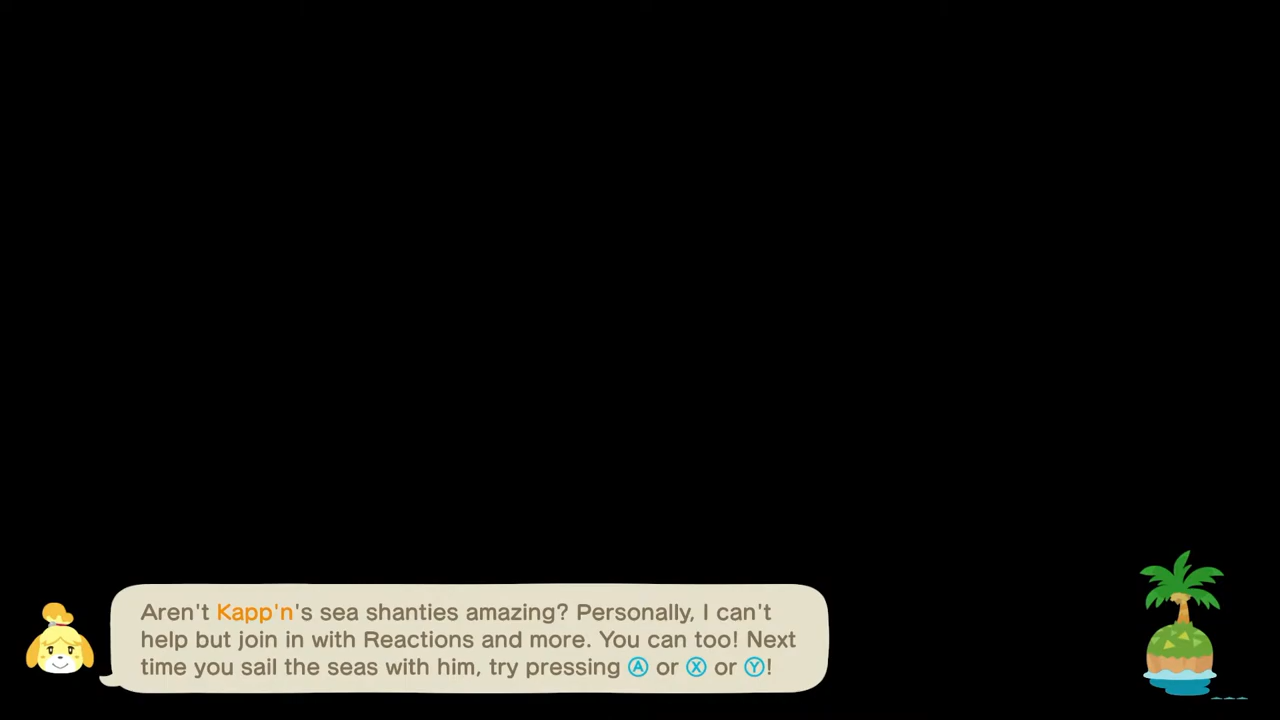 Aren't Kapp'n's sea shanties amazing? Personally, I can't
help but join in with Reactions and more. You can too! Next
time you sail the seas with him, try pressing Ⓐ or Ⓧ or Ⓨ!